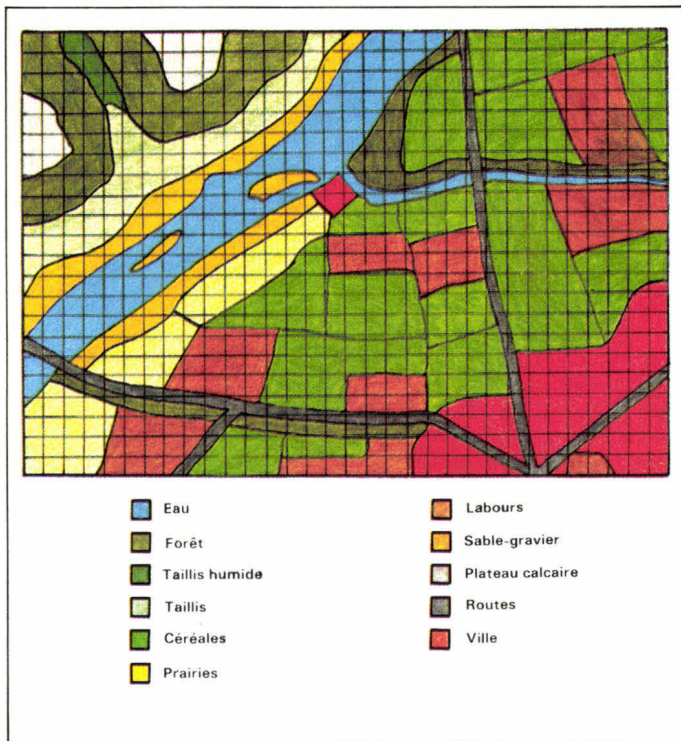 Eau
Forêt
Taillis humide
Taillis
Céréales
Prairies
Labours
Sable-gravier
Plateau calcaire
Routes
Ville